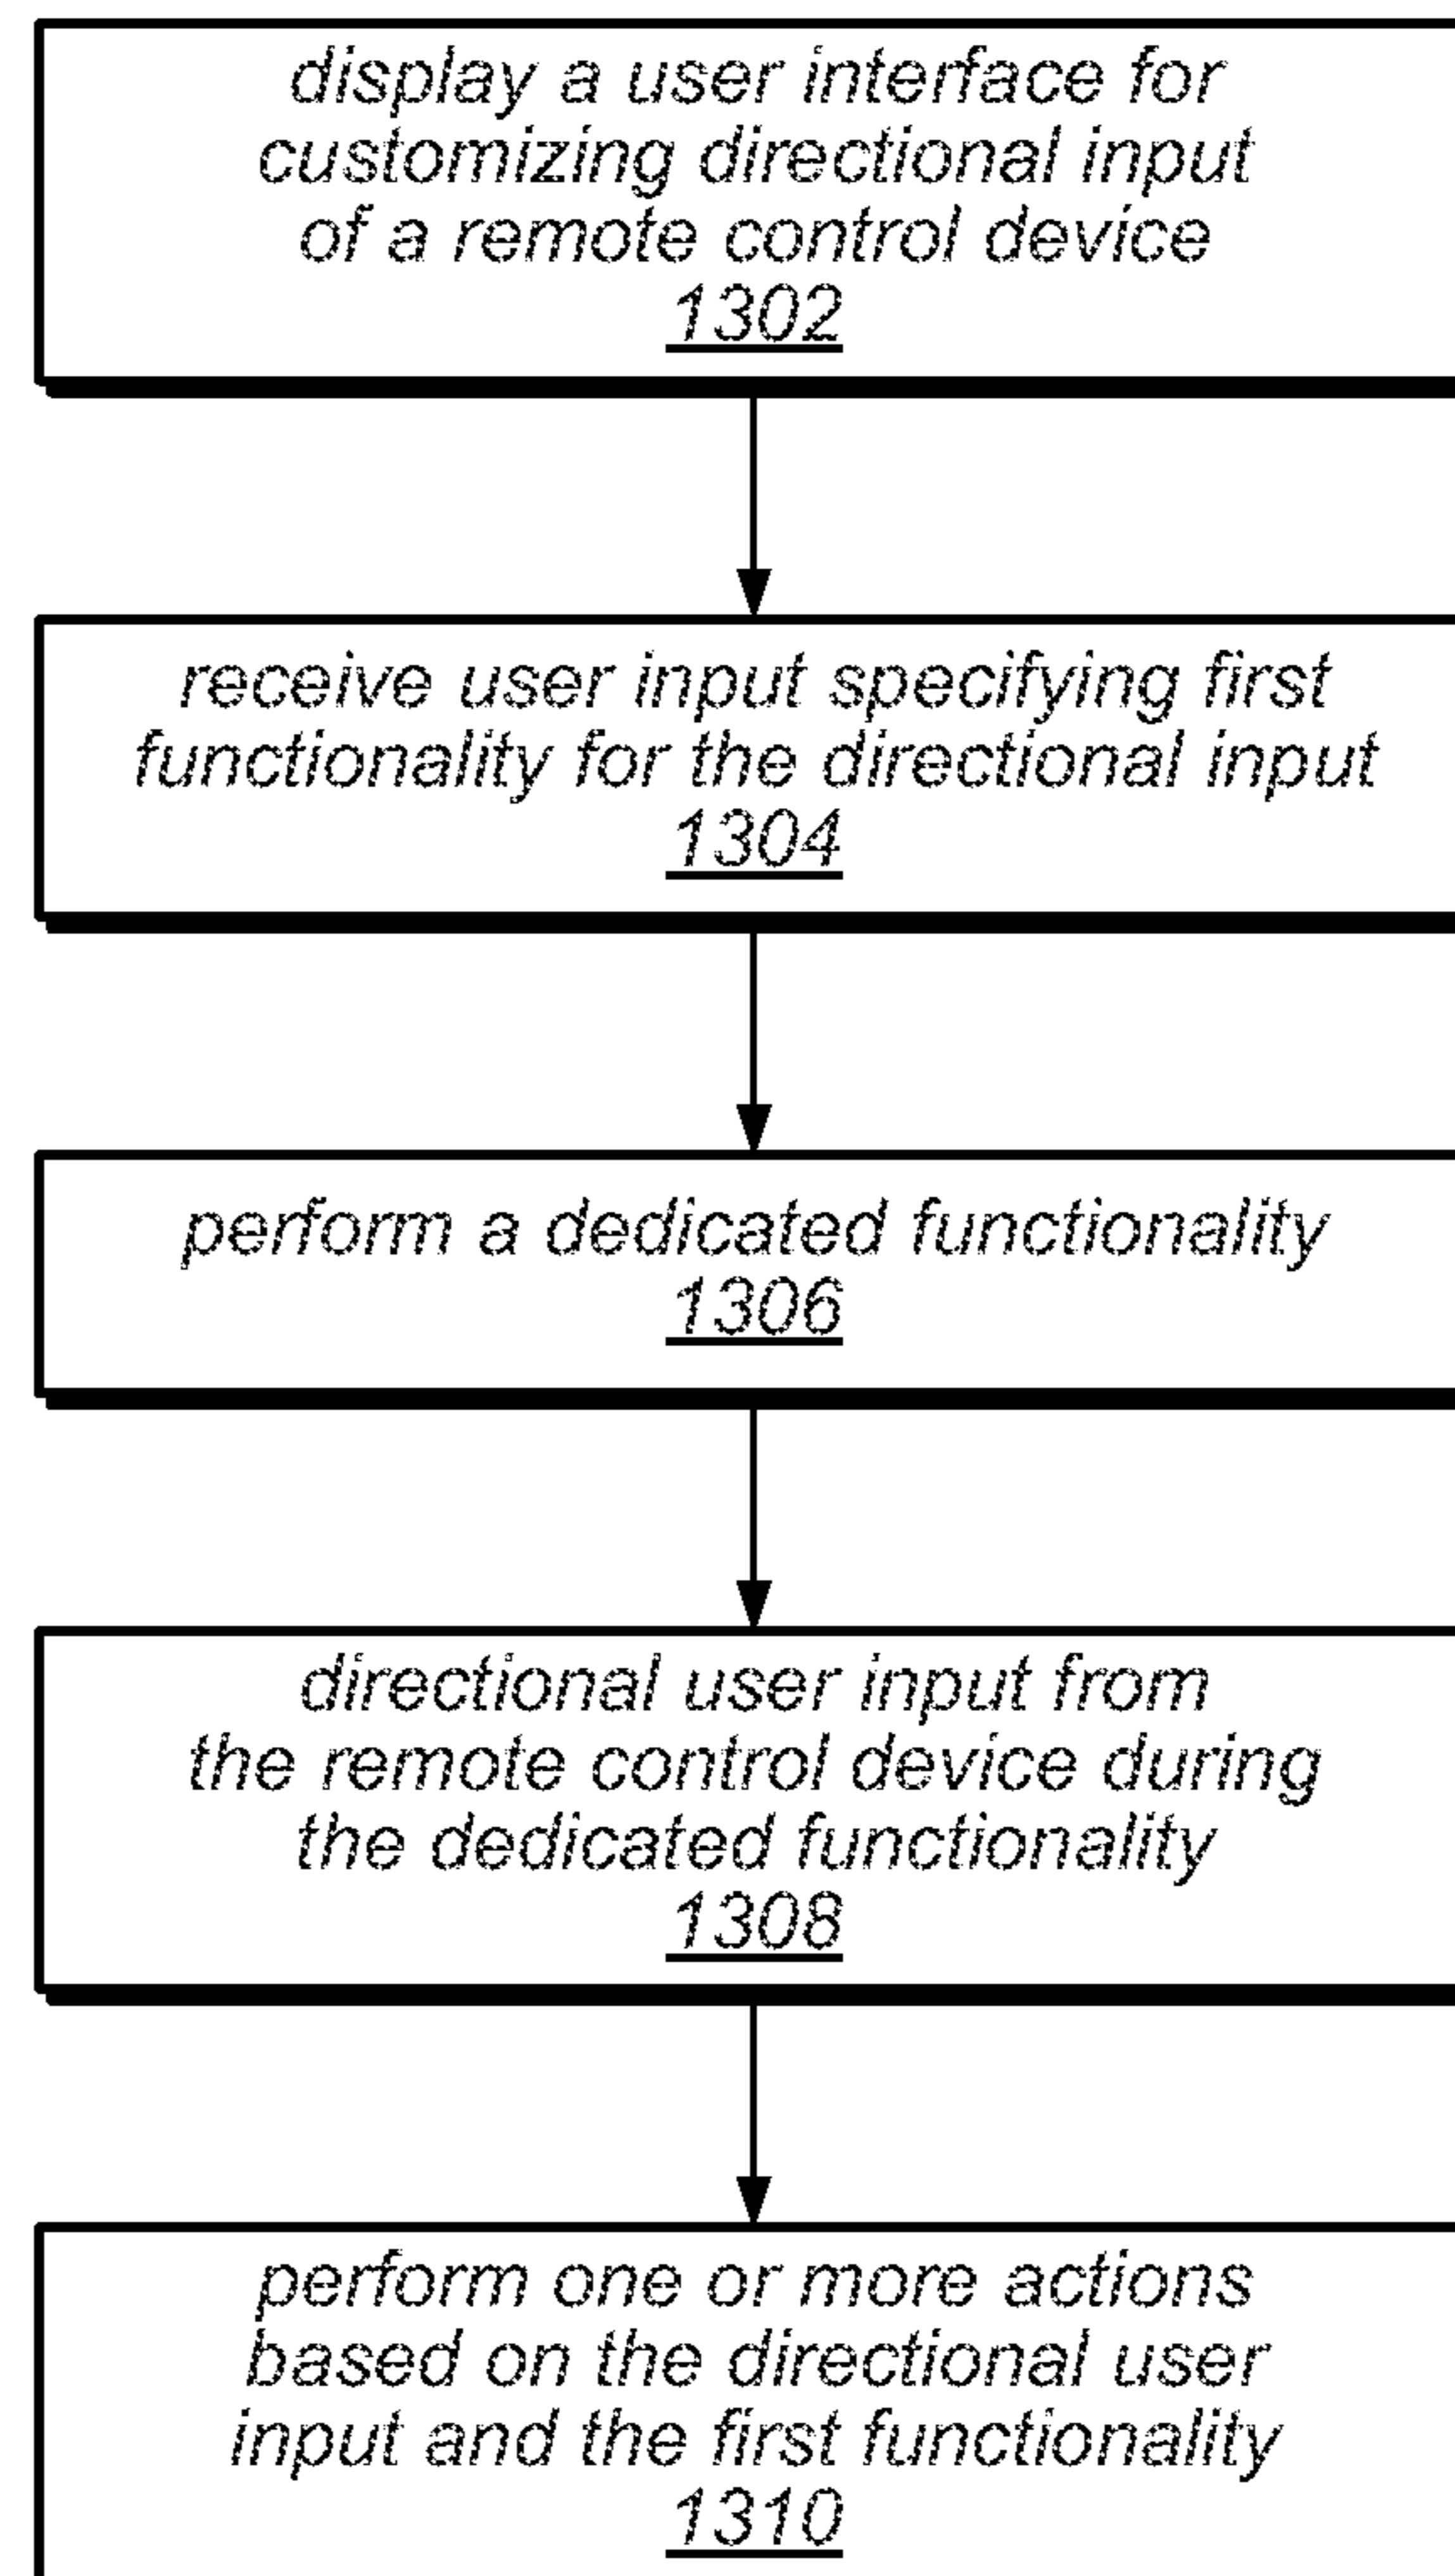 display a user interface for
customizing directional input
of a remote control device
1302
receive user input specifying first
functionality for the directional input
1304
perform a dedicated functionality
1306
directional user input from
the remote control device during
the dedicated functionality
1308
perform one or more actions
based on the directional user
input and the first functionality
1310